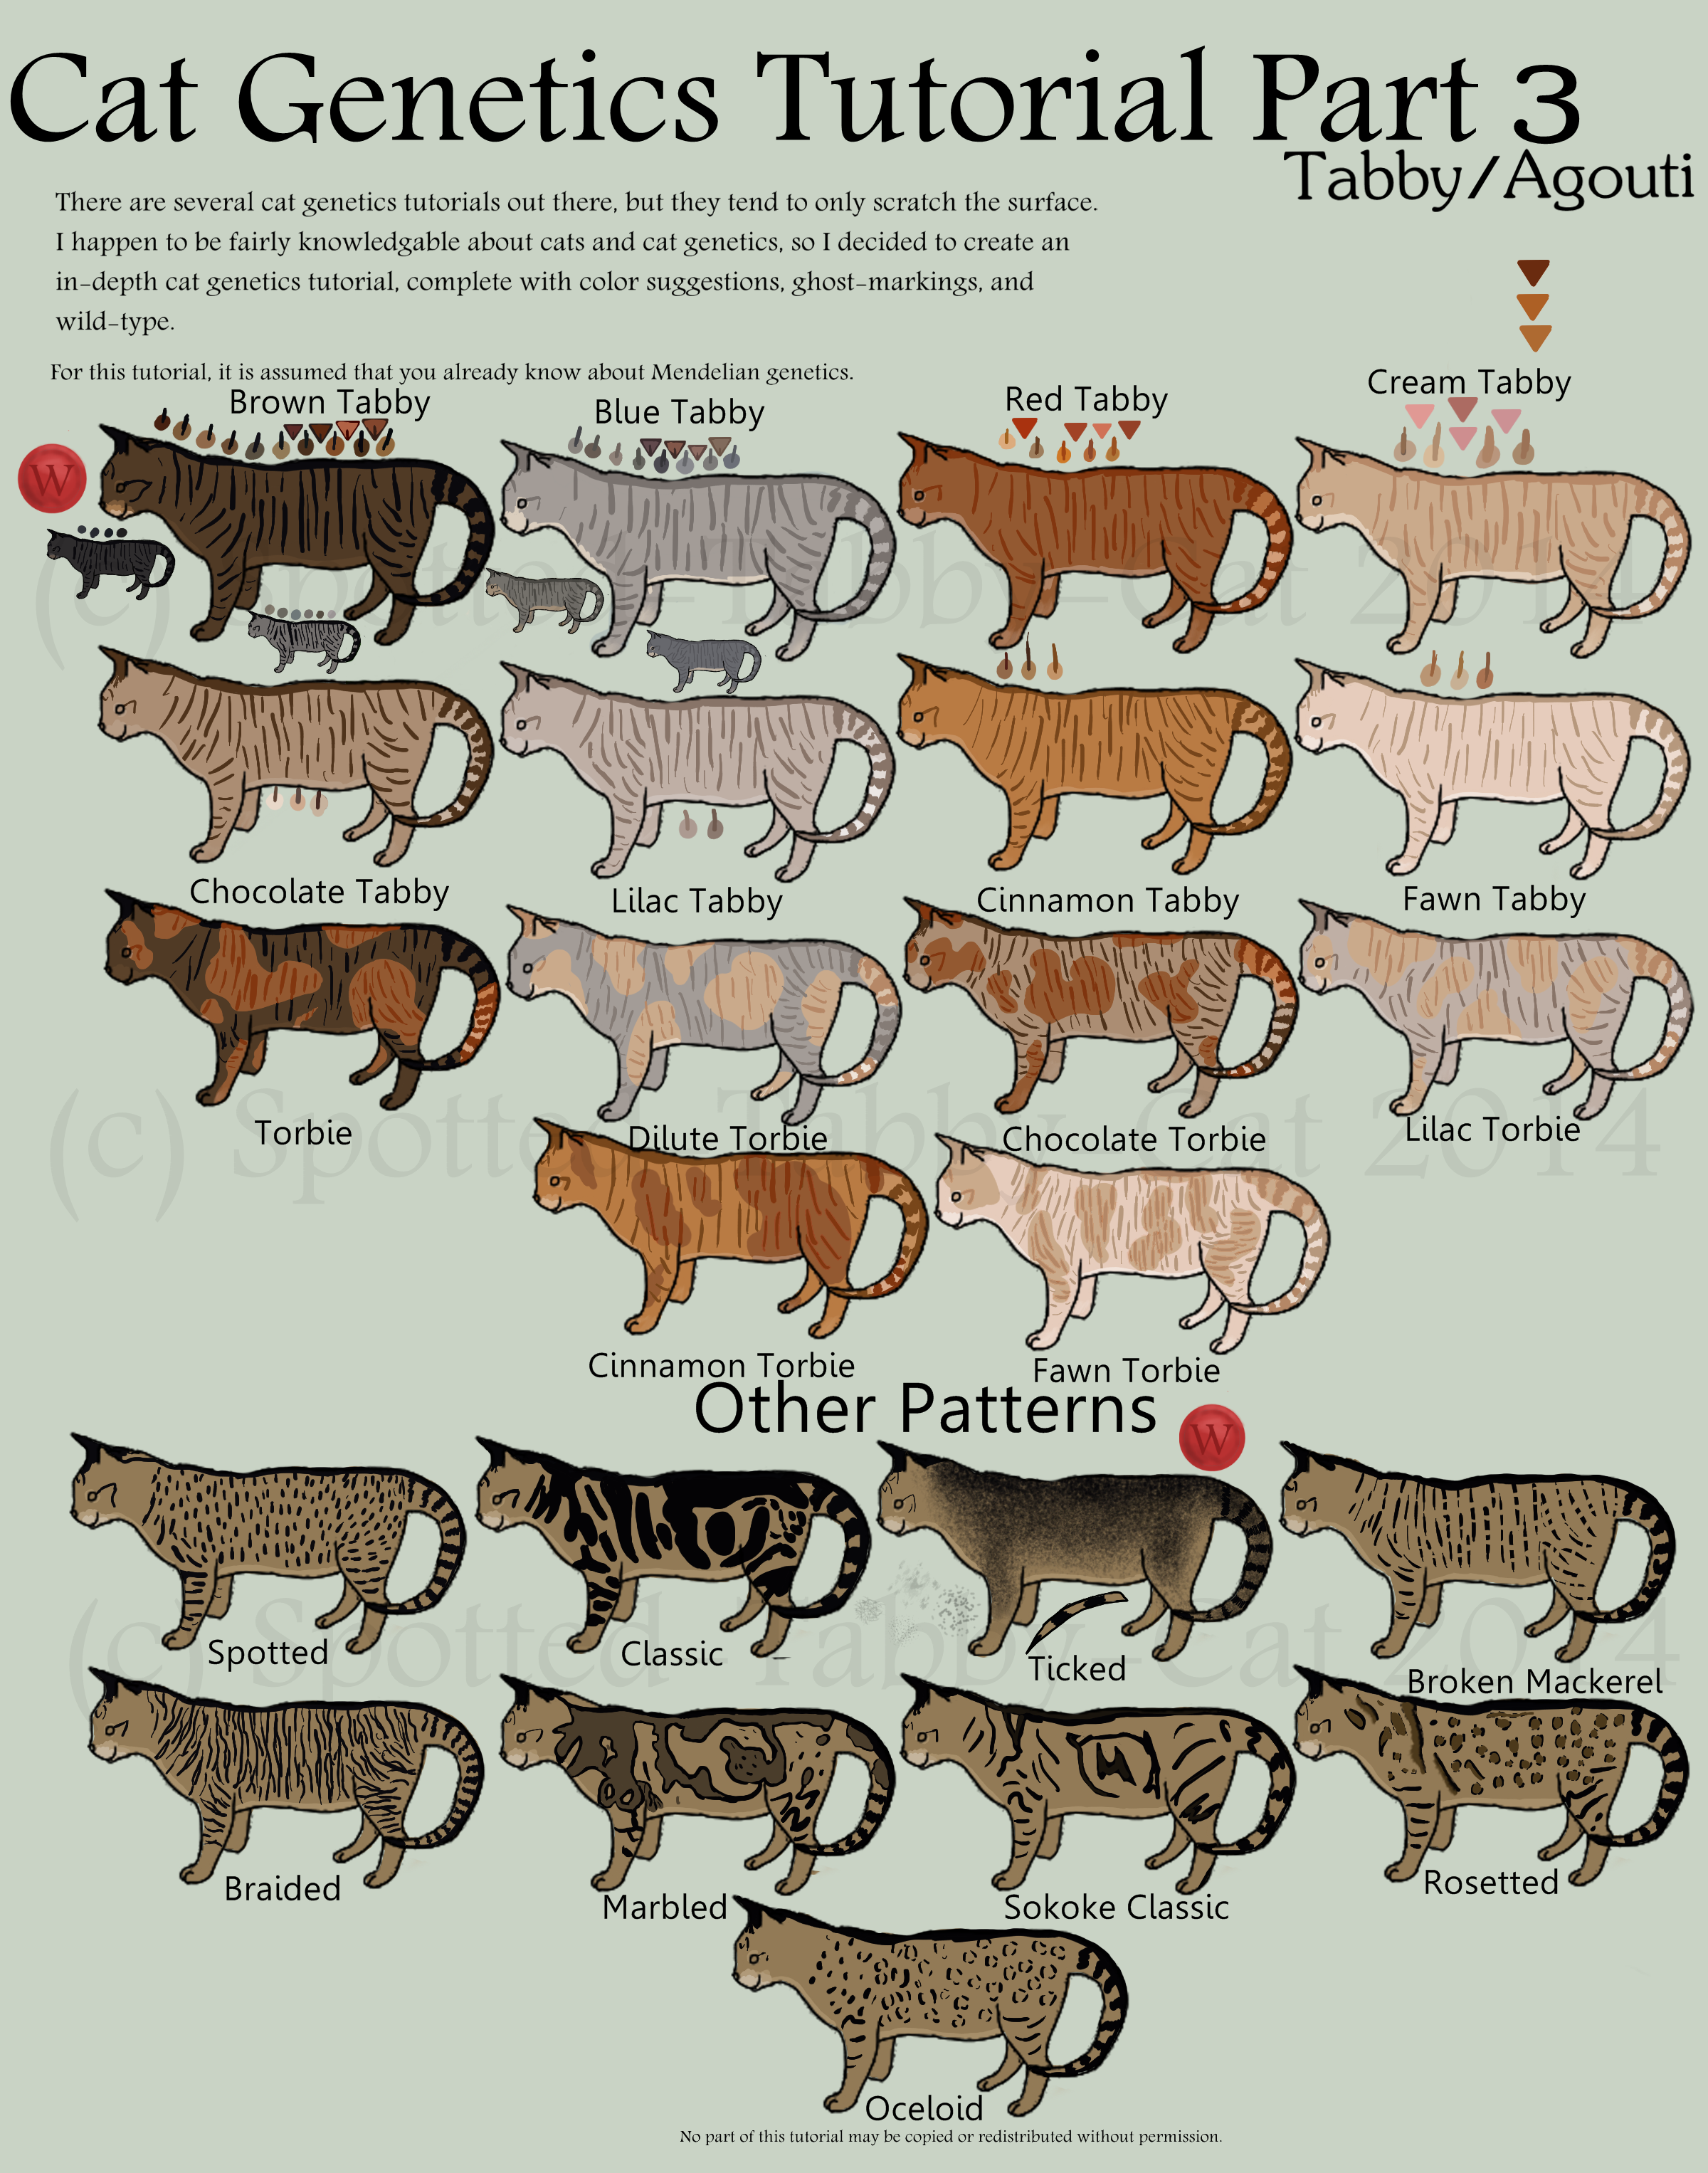 Cat Genetics Tutorial Part 3
Tabby/Agouti
There are several cat genetics tutorials out there, but they tend to only scratch the surface.
I happen to be fairly knowledgable about cats and cat genetics, so I decided to create an
in-depth cat genetics tutorial, complete with color suggestions, ghost-markings, and
wild-type.
For this tutorial, it is assumed that you already know about Mendelian genetics.
Brown Tabby
Blue Tabby
Red Tabby
Cream Tabby
W
(c) Spotted-Tabby-Cat 2014
Chocolate Tabby
Lilac Tabby
Cinnamon Tabby
Fawn Tabby
Torbie
Dilute Torbie
Chocolate Torbie
Lilac Torbie
(c) Spotted-Tabby-Cat 2014
Cinnamon Torbie
Fawn Torbie
Other Patterns
W
Spotted
Classic
Ticked
Broken Mackerel
(c) Spotted-Tabby-Cat 2014
Braided
Marbled
Sokoke Classic
Rosetted
Oceloid
No part of this tutorial may be copied or redistributed without permission.